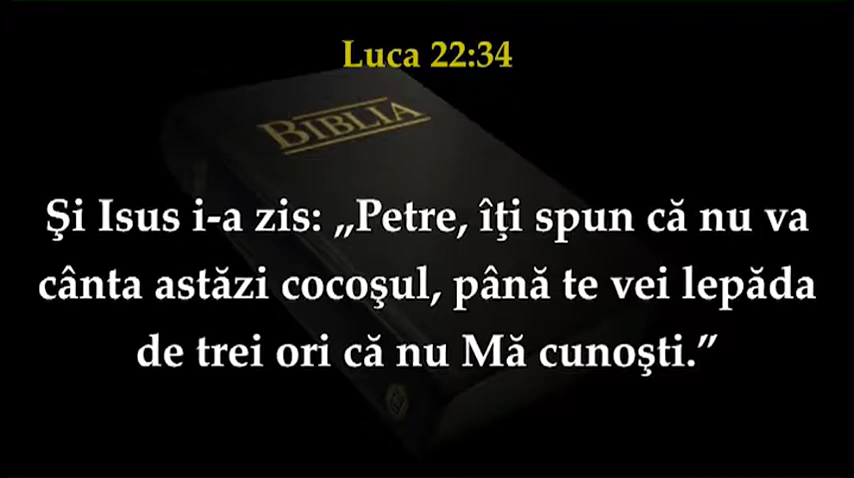 Luca 22:34
BIBLIA
Şi Isus i-a zis: „Petre, îţi spun că nu va
cânta astăzi cocoşul, până te vei lepăda
de trei ori că nu Mă cunoşti.”